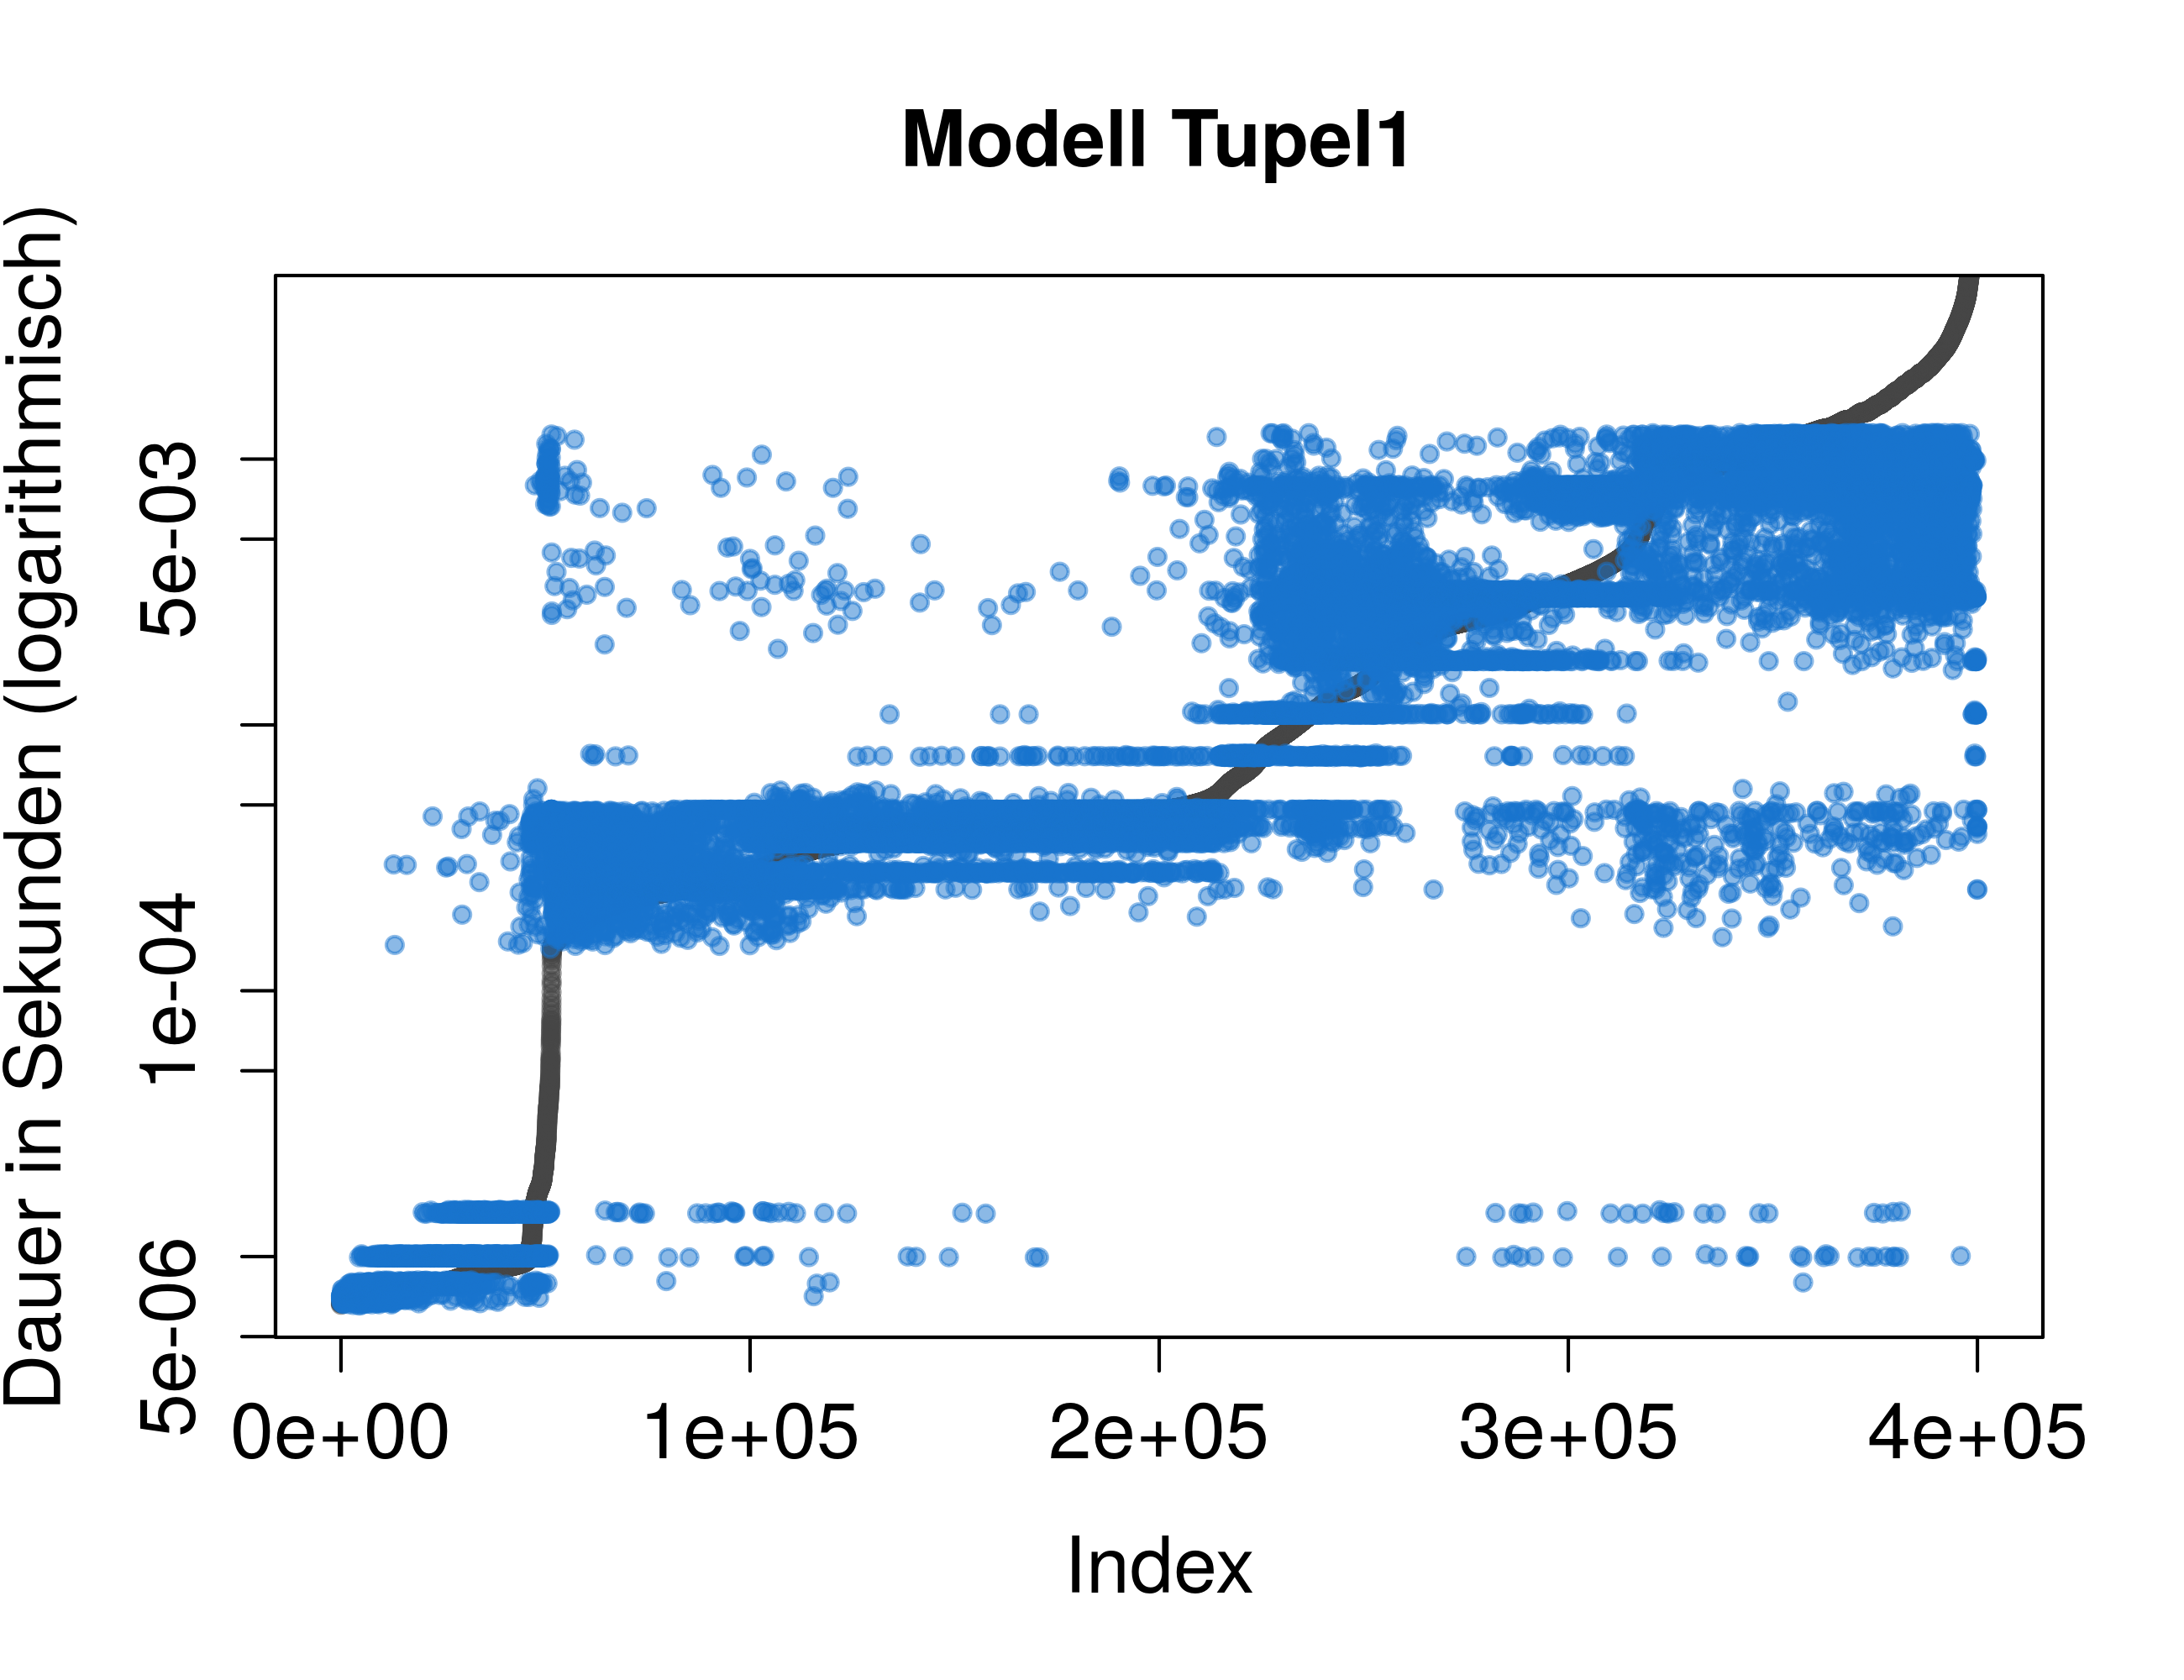 Modell Tupel1
Dauer in Sekunden (logarithmisch)
5e-03
1e-04
5e-06
0e+00 1e+05 2e+05 3e+05 4e+05
Index